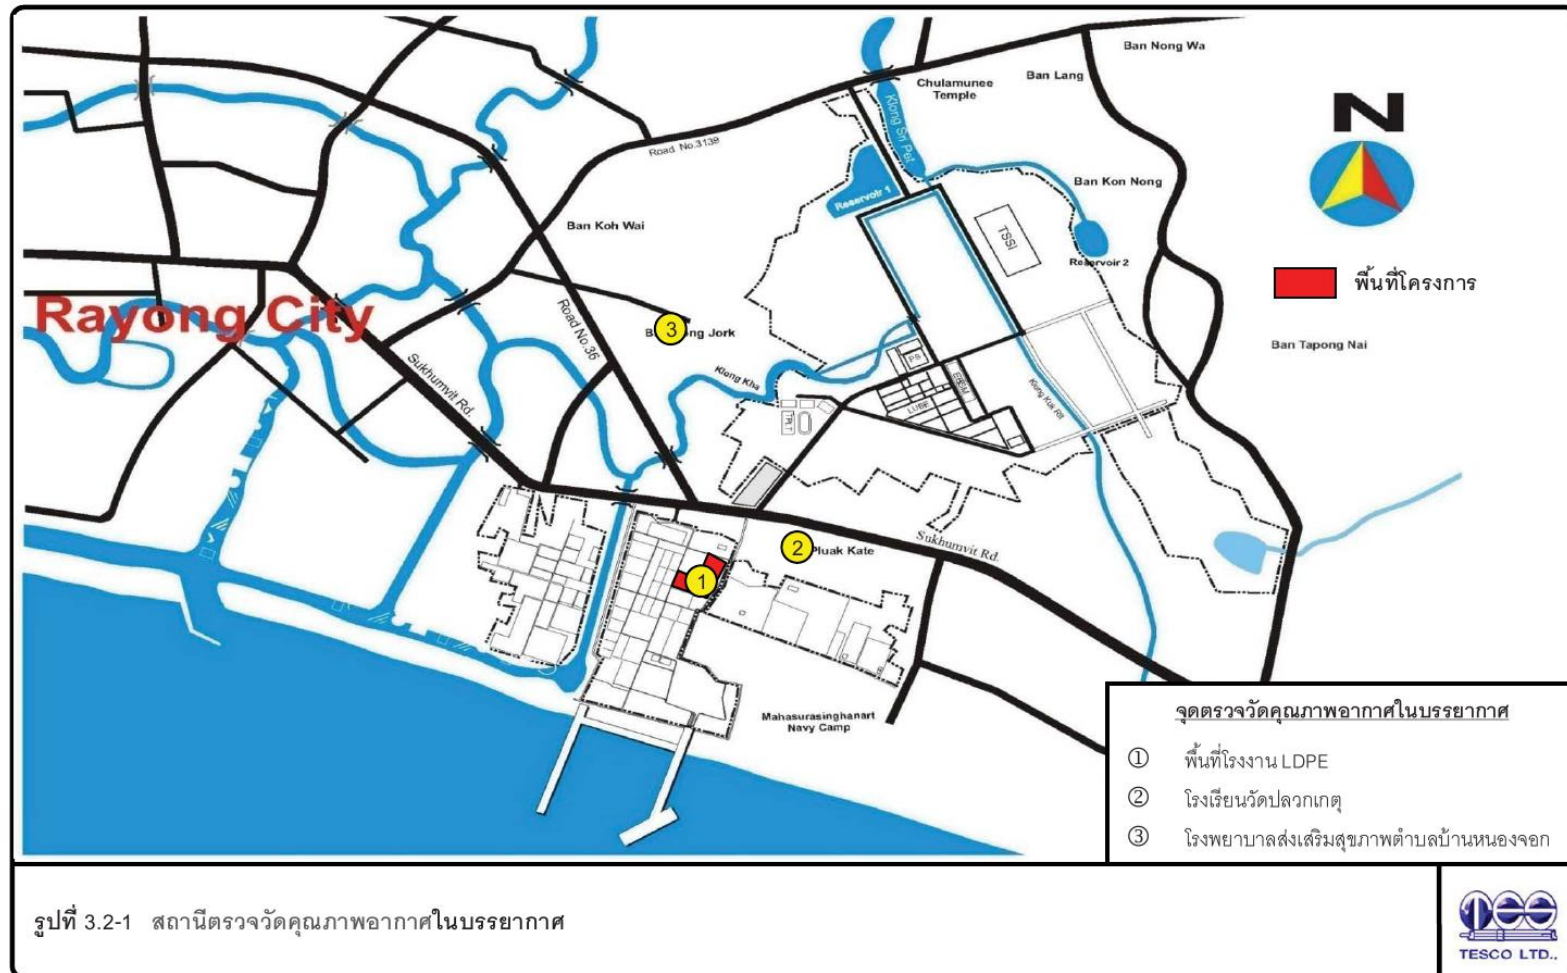 Ban Nong Wa
Ban Lang
Chulamunee
Temple
N
Klong Sri Pet
Road No.3139
Ban Kon Nong
Reservoir 1
Ban Koh Wai
TSSI
Reservoir 2
พื้นที่โครงการ
Rayong City
3
ng Jork
Road No.36
Ban Tapong Nai
Sukhumvit Rd.
Klong Kha
PS
EBSM
LUBE
TPLT
2
Pluak Kate
Sukhumvit Rd.
1
Mahasurasinghanart
Navy Camp
จุดตรวจวัดคุณภาพอากาศในบรรยากาศ
① พื้นที่โรงงาน LDPE
② โรงเรียนวัดปลวกเกตุ
③ โรงพยาบาลส่งเสริมสุขภาพตำบลบ้านหนองจอก
รูปที่ 3.2-1 สถานีตรวจวัดคุณภาพอากาศในบรรยากาศ
TESCO LTD.,